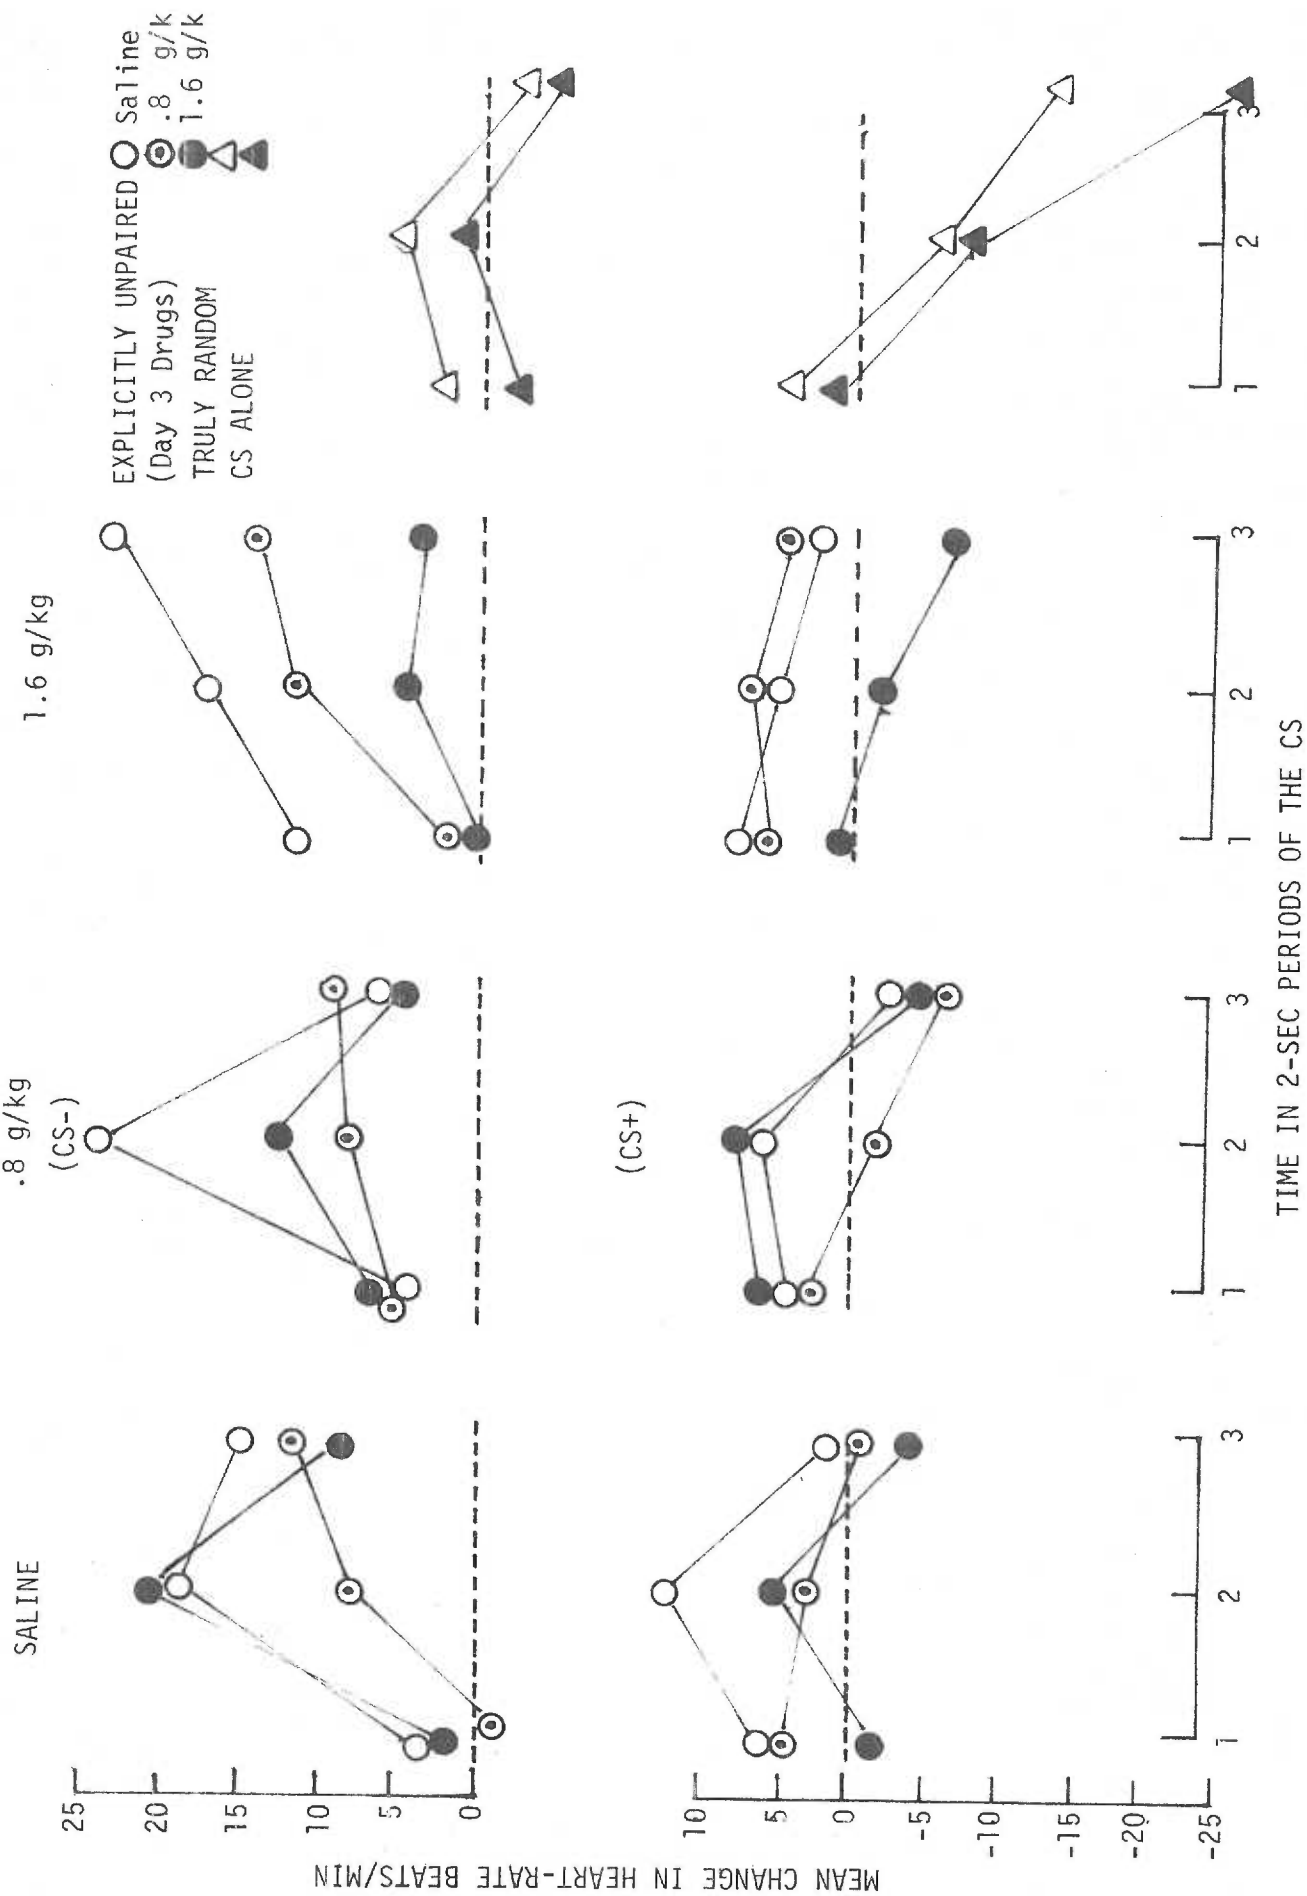 SALINE
.8 g/kg
(CS-)
1.6 g/kg
EXPLICITLY UNPAIRED Saline
(Day 3 Drugs) .8 g/k
TRULY RANDOM 1.6 g/k
CS ALONE
25
20
15
10
5
0
(CS+)
10
5
0
-5
-10
-15
-20
-25
1 2 3
1 2 3
1 2 3
1 2 3
MEAN CHANGE IN HEART-RATE BEATS/MIN
TIME IN 2-SEC PERIODS OF THE CS